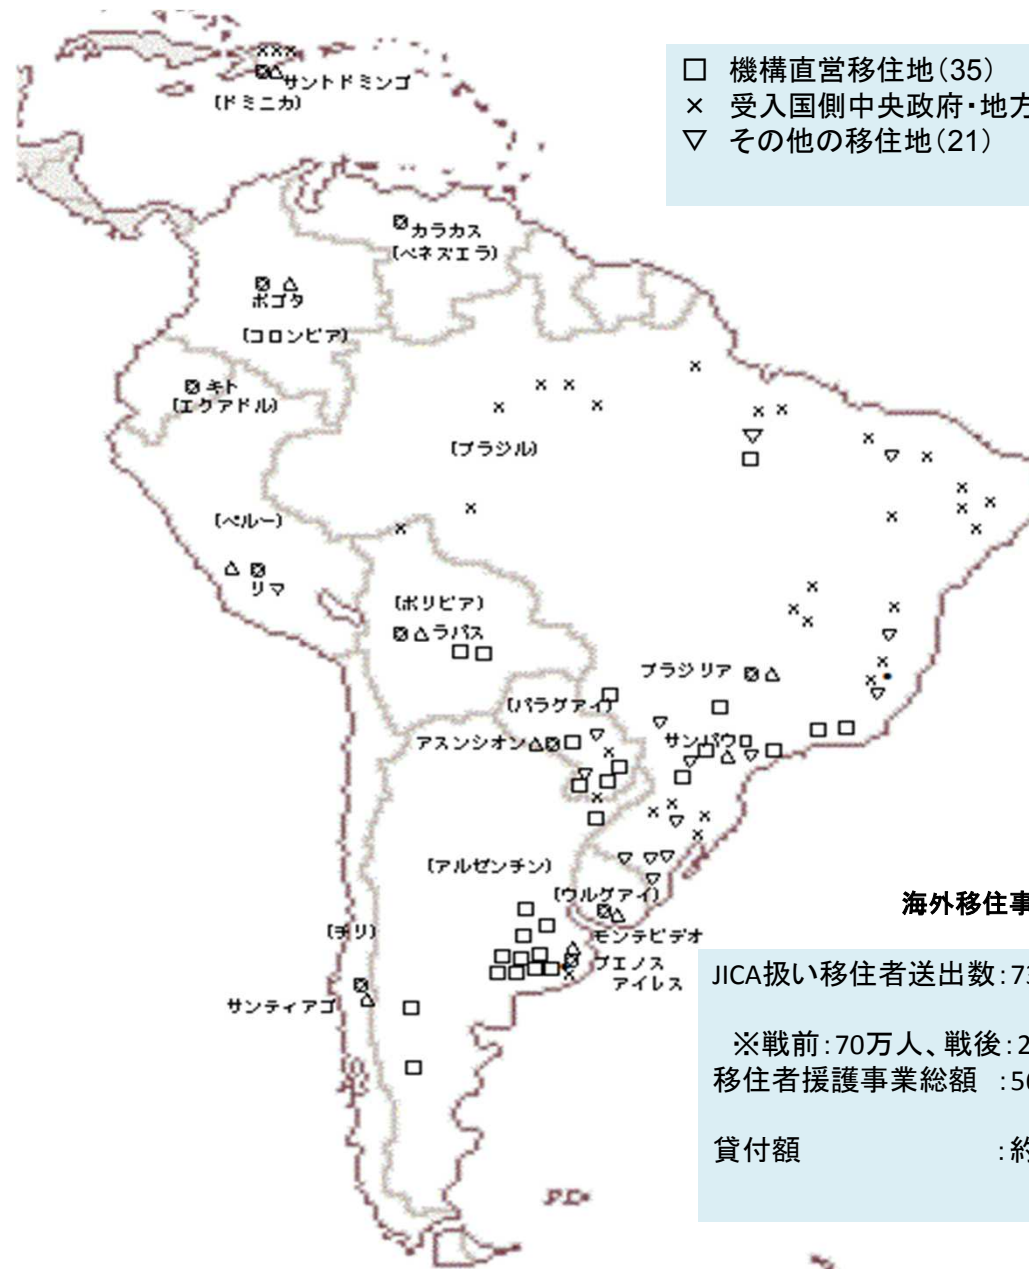 サントドミンゴ
(ドミニカ)
□ 機構直営移住地(35)
× 受入国側中央政府・地方
▽ その他の移住地(21)
カラカス
(ベネズエラ)
ボゴタ
(コロンビア)
キト
(エクアドル)
(ブラジル)
(ペルー)
リマ
(ボリビア)
ラパス
ブラジリア
(パラグアイ)
アスンシオン
サンパウロ
(アルゼンチン)
(ウルグアイ)
モンテビデオ
(チリ)
ブエノス
アイレス
サンティアゴ
海外移住事
JICA扱い移住者送出数:73
※戦前:70万人、戦後:2
移住者援護事業総額 :50
貸付額 :約